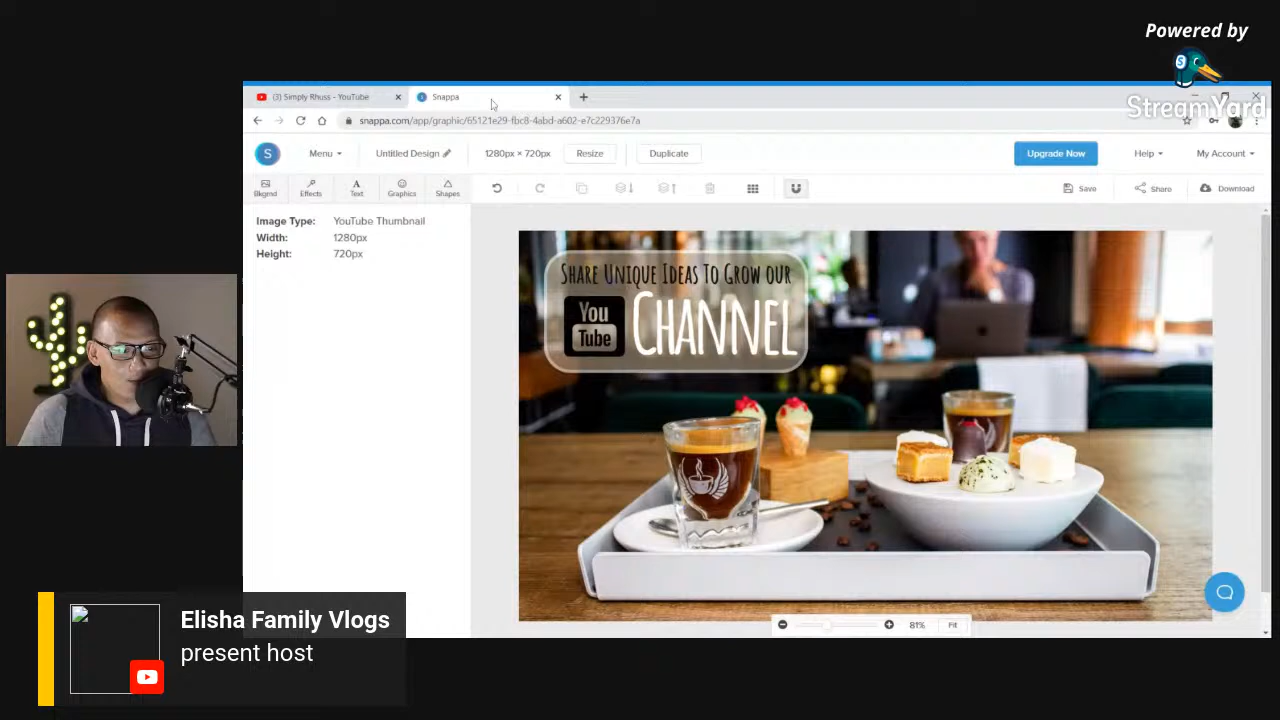 Powered by
StreamYard
(3) Simply Rhuss - YouTube
Snappa
snappa.com/app/graphic/65121e29-fbc8-4abd-a602-e7c229376e7a
S
Menu
Untitled Design
1280px × 720px
Resize
Duplicate
Upgrade Now
Help
My Account
Bkgrnd
Effects
A
Text
Graphics
Shapes
Save
Share
Download
Image Type: YouTube Thumbnail
Width: 1280px
Height: 720px
Share Unique Ideas To Grow our
You
Tube
Channel
81%
Fit
Elisha Family Vlogs
present host